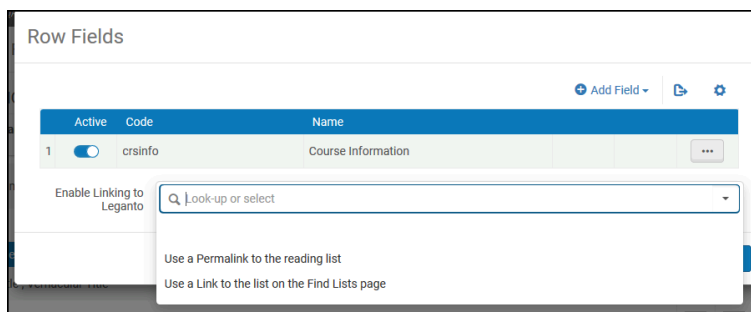 Row Fields
Add Field
Active Code Name
1 crsinfo Course Information
Enable Linking to
Leganto
Look-up or select
Use a Permalink to the reading list
Use a Link to the list on the Find Lists page